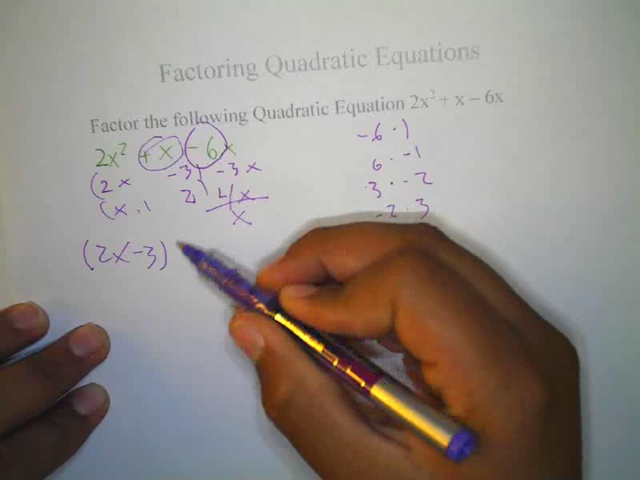 Factoring Quadratic Equations
Factor the following Quadratic Equation 2x² + x − 6x
2x² + x - 6x
-6 · 1
6 · -1
3 · -2
-2 · 3
(2x -3) -3x
(x · 2) 4x
x
(2x-3)